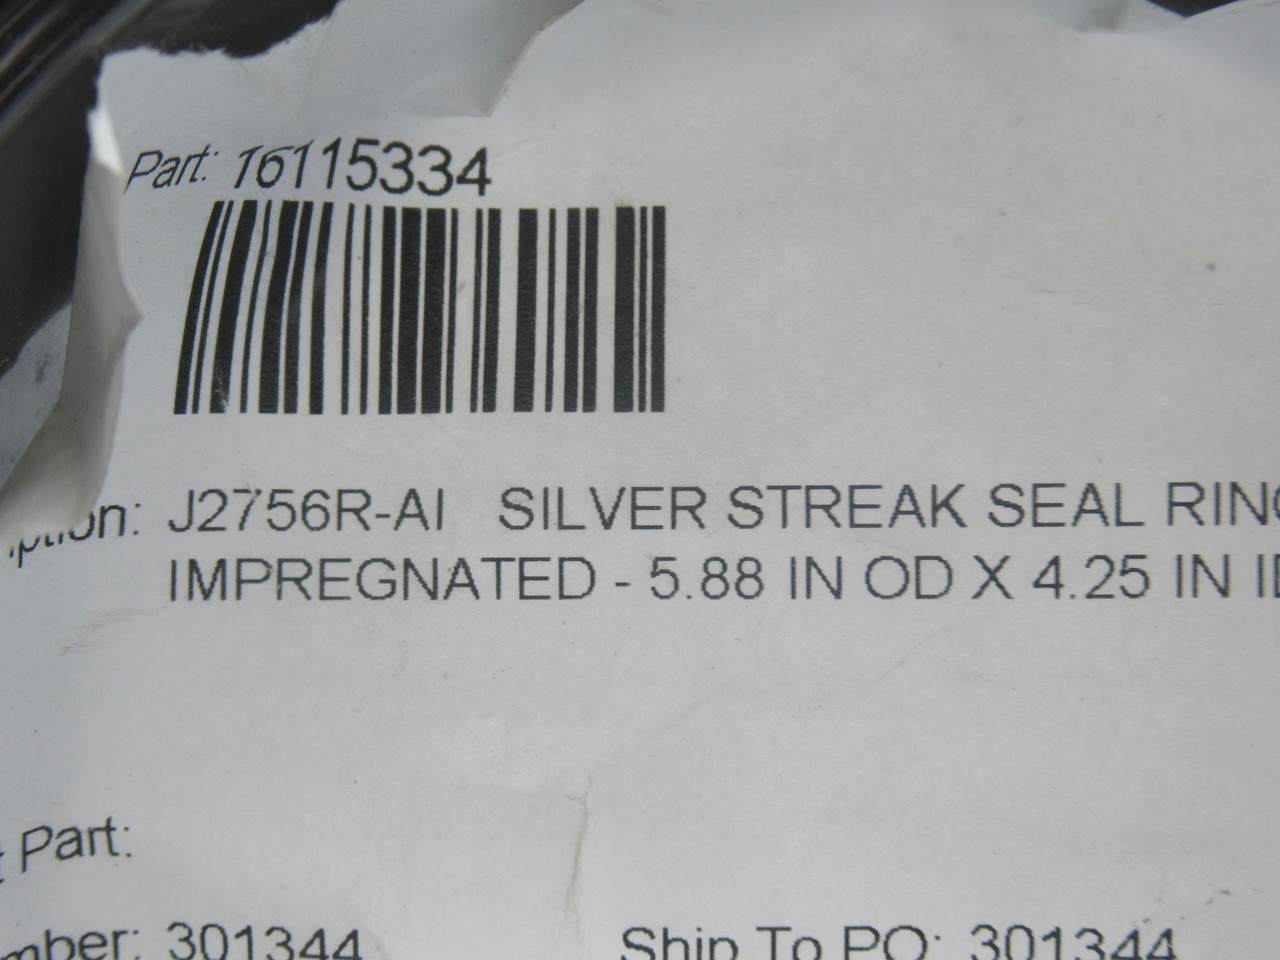 Part: 16115334
J2756R-AI SILVER STREAK SEAL
IMPREGNATED - 5.88 IN OD X 4.25 IN
Part:
301344 Ship To PO: 301344